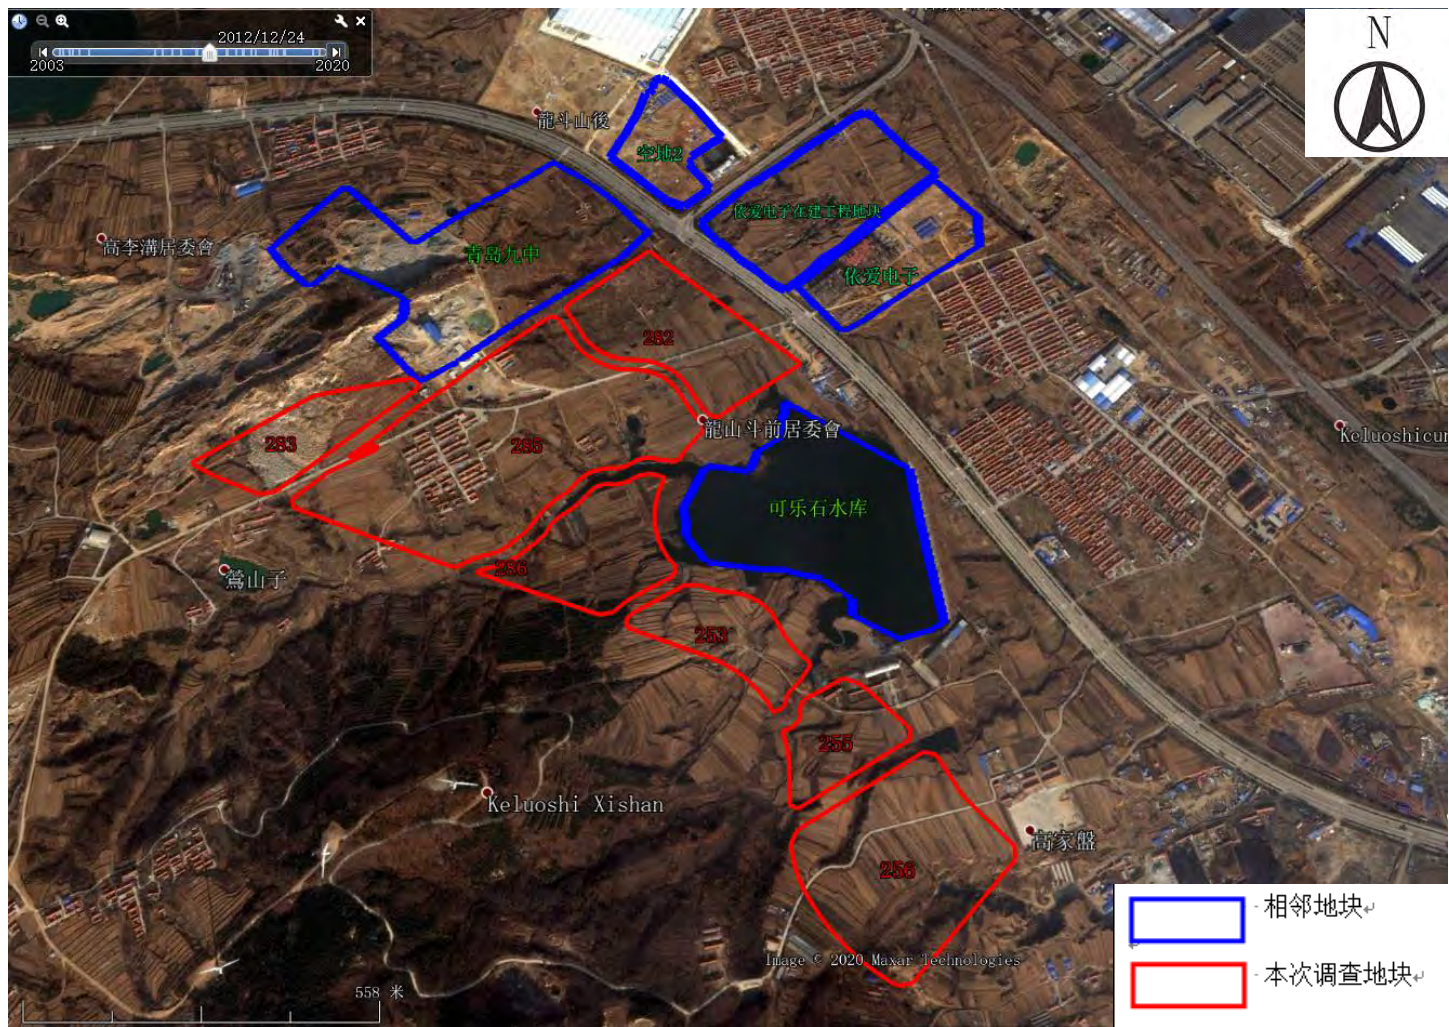 2012/12/24
2003
2020
N
龍斗山後
空地2
依爱电子在建工程地块
高李溝居委會
青岛九中
依爱电子
282
龍山斗前居委會
Keluoshicun
283
285
可乐石水库
286
鶯山子
253
255
Keluoshi Xishan
高家盤
256
相邻地块
Image © 2020 Maxar Technologies
本次调查地块
558 米